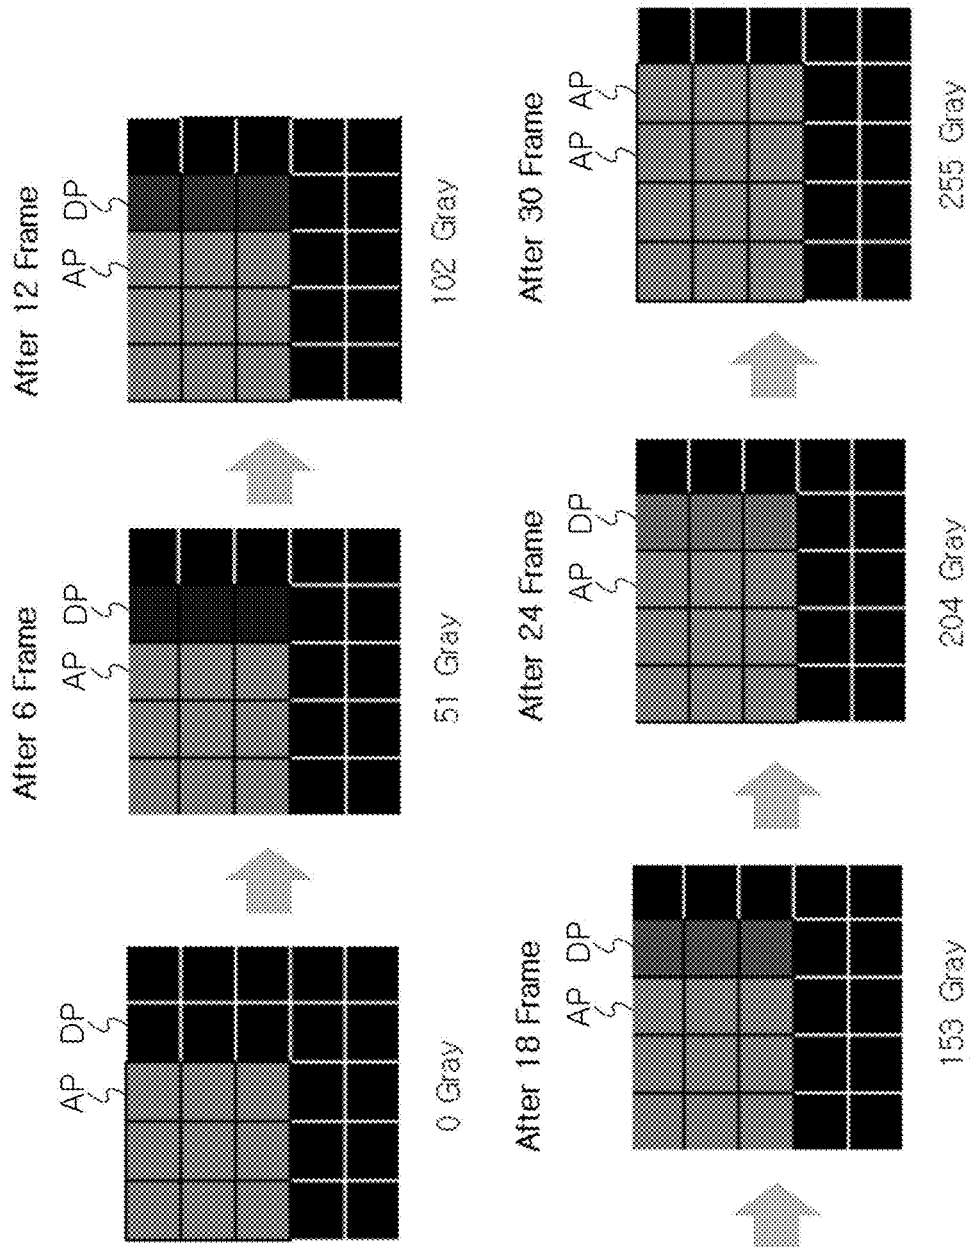 AP DP
0 Gray
After 6 Frame
AP DP
51 Gray
After 12 Frame
AP DP
102 Gray
After 18 Frame
AP DP
153 Gray
After 24 Frame
AP DP
204 Gray
After 30 Frame
AP AP
255 Gray